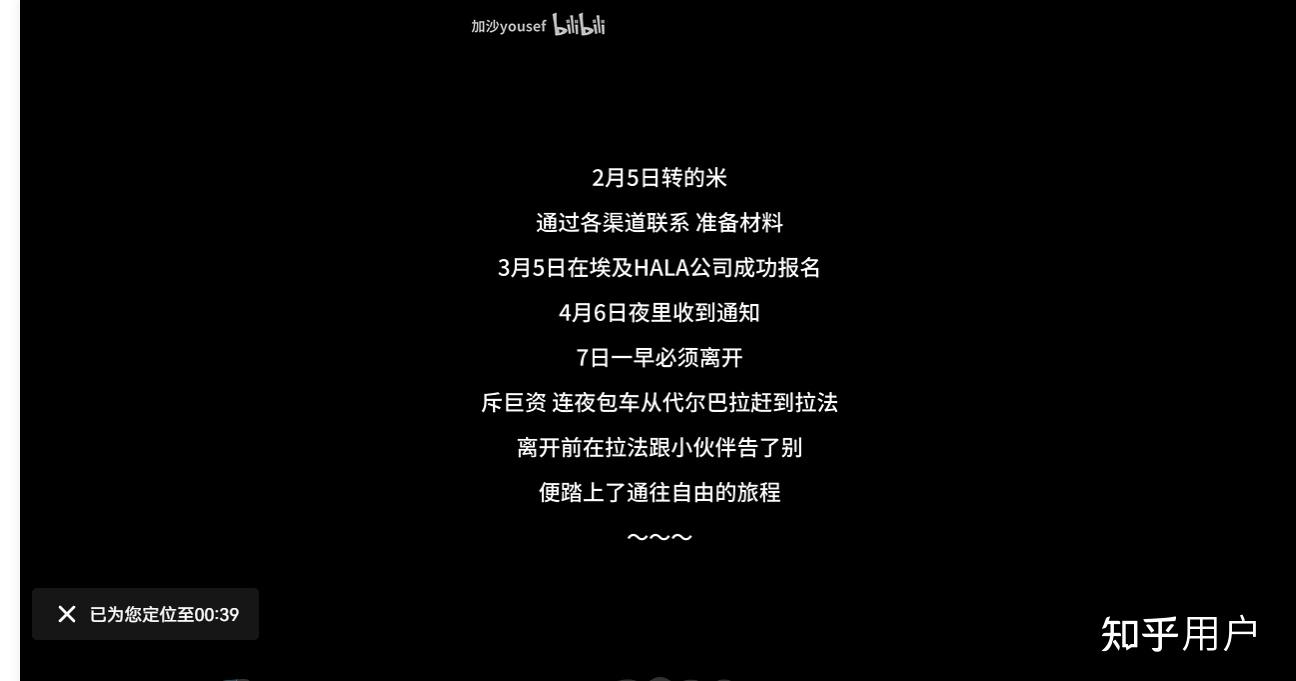 加沙yousef bilibili
2月5日转的米
通过各渠道联系 准备材料
3月5日在埃及HALA公司成功报名
4月6日夜里收到通知
7日一早必须离开
斥巨资 连夜包车从代尔巴拉赶到拉法
离开前在拉法跟小伙伴告了别
便踏上了通往自由的旅程
～～～
已为您定位至00:39
知乎用户